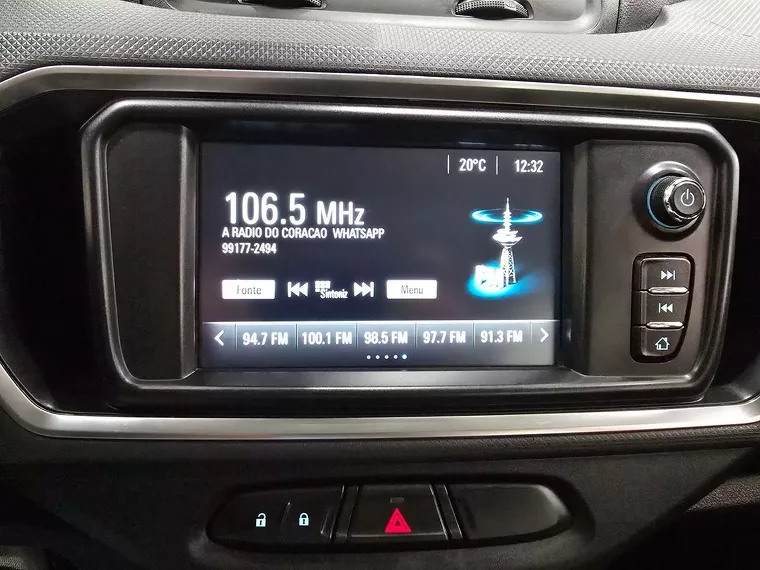 20°C 12:32
106.5 MHz
A RADIO DO CORACAO WHATSAPP
99177-2494
Fonte Sintoniz Menu
94.7 FM 100.1 FM 98.5 FM 97.7 FM 91.3 FM
FM